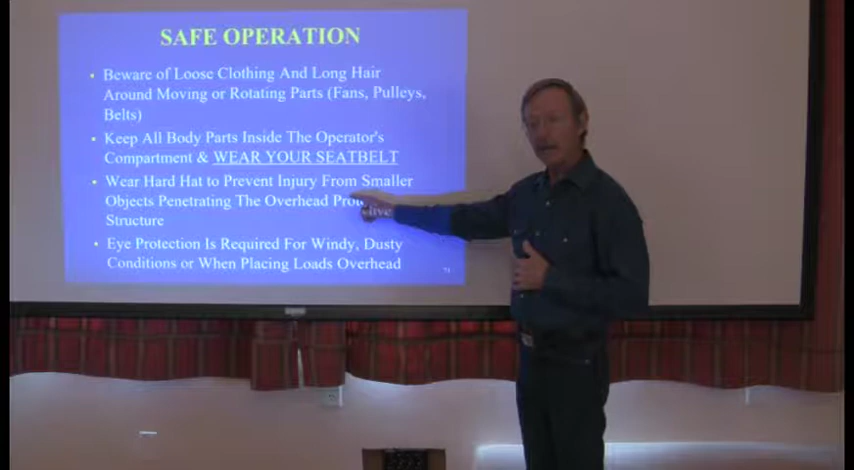 SAFE OPERATION
• Beware of Loose Clothing And Long Hair
Around Moving or Rotating Parts (Fans, Pulleys,
Belts)
• Keep All Body Parts Inside The Operator's
Compartment & WEAR YOUR SEATBELT
• Wear Hard Hat to Prevent Injury From Smaller
Objects Penetrating The Overhead
Structure
• Eye Protection Is Required For Windy, Dusty
Conditions or When Placing Loads Overhead